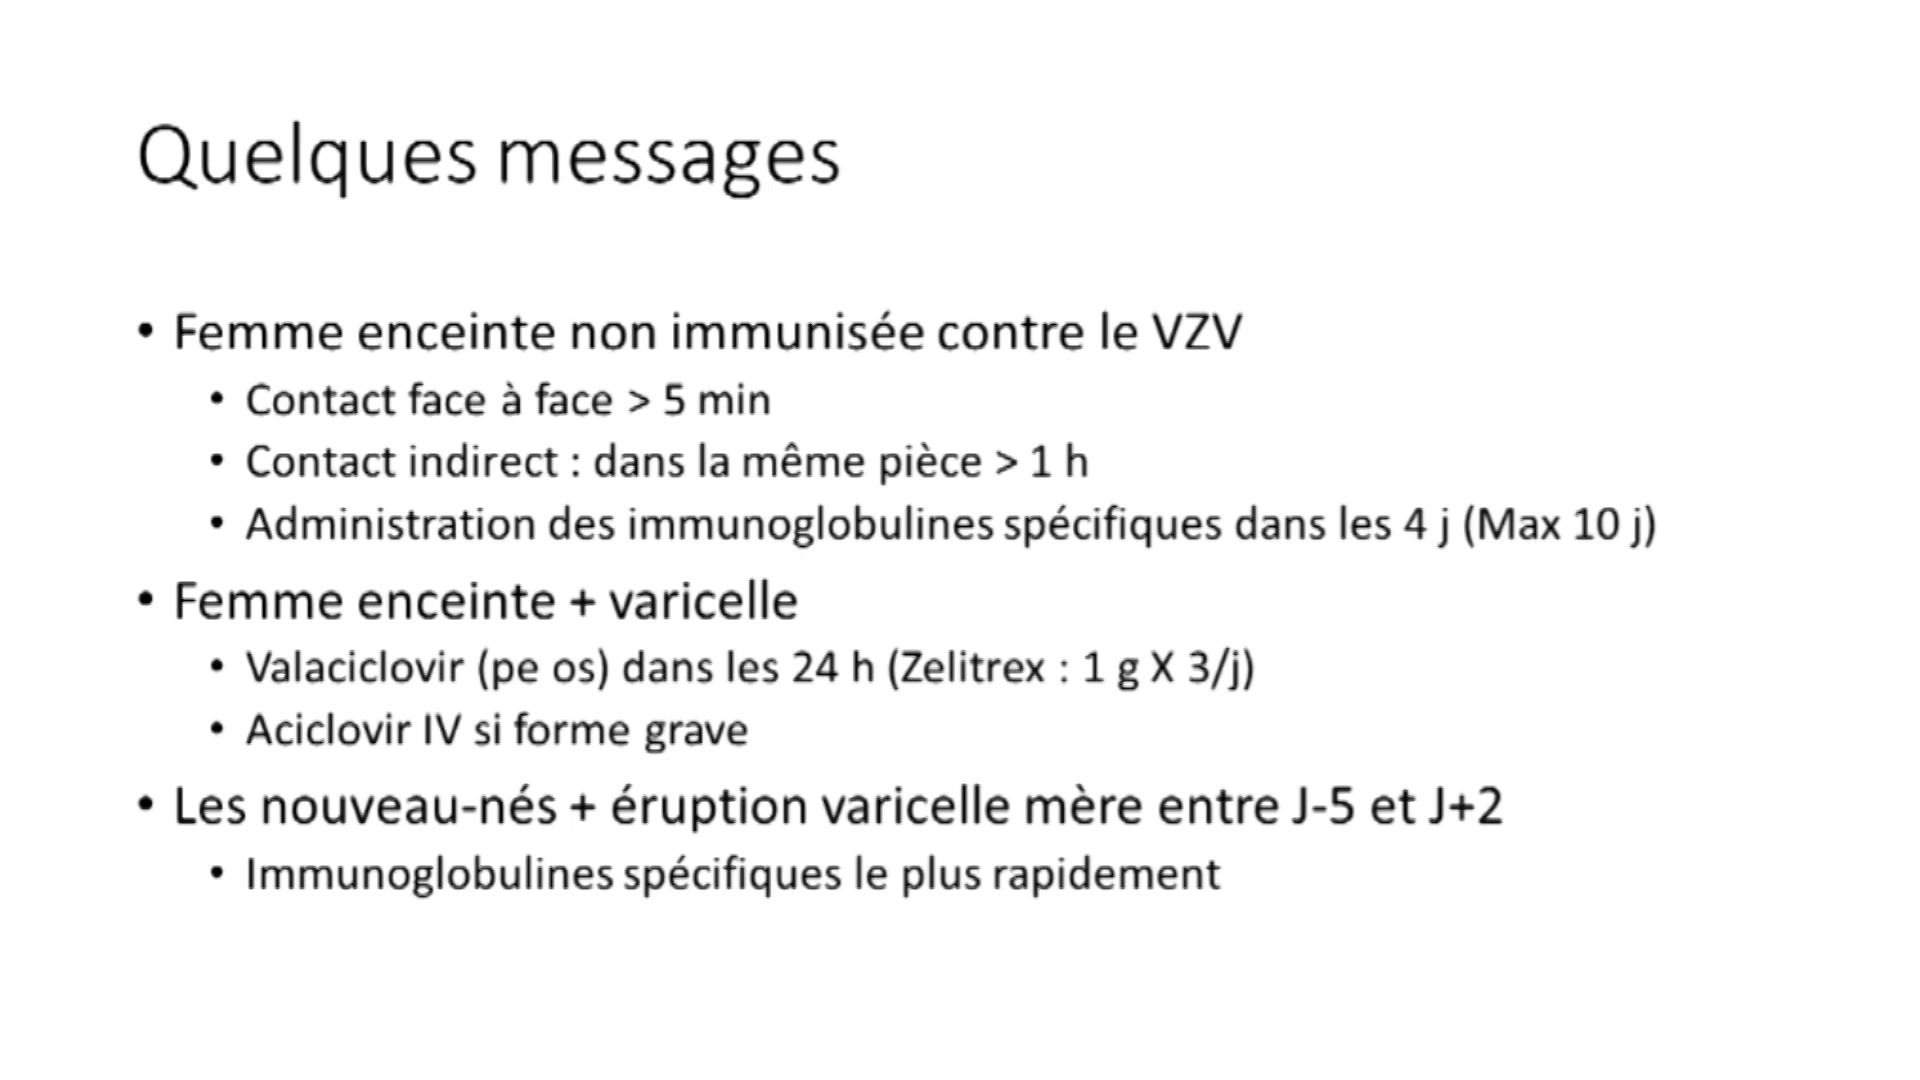 Quelques messages
• Femme enceinte non immunisée contre le VZV
• Contact face à face > 5 min
• Contact indirect : dans la même pièce > 1 h
• Administration des immunoglobulines spécifiques dans les 4 j (Max 10 j)
• Femme enceinte + varicelle
• Valaciclovir (pe os) dans les 24 h (Zelitrex : 1 g X 3/j)
• Aciclovir IV si forme grave
• Les nouveau-nés + éruption varicelle mère entre J-5 et J+2
• Immunoglobulines spécifiques le plus rapidement